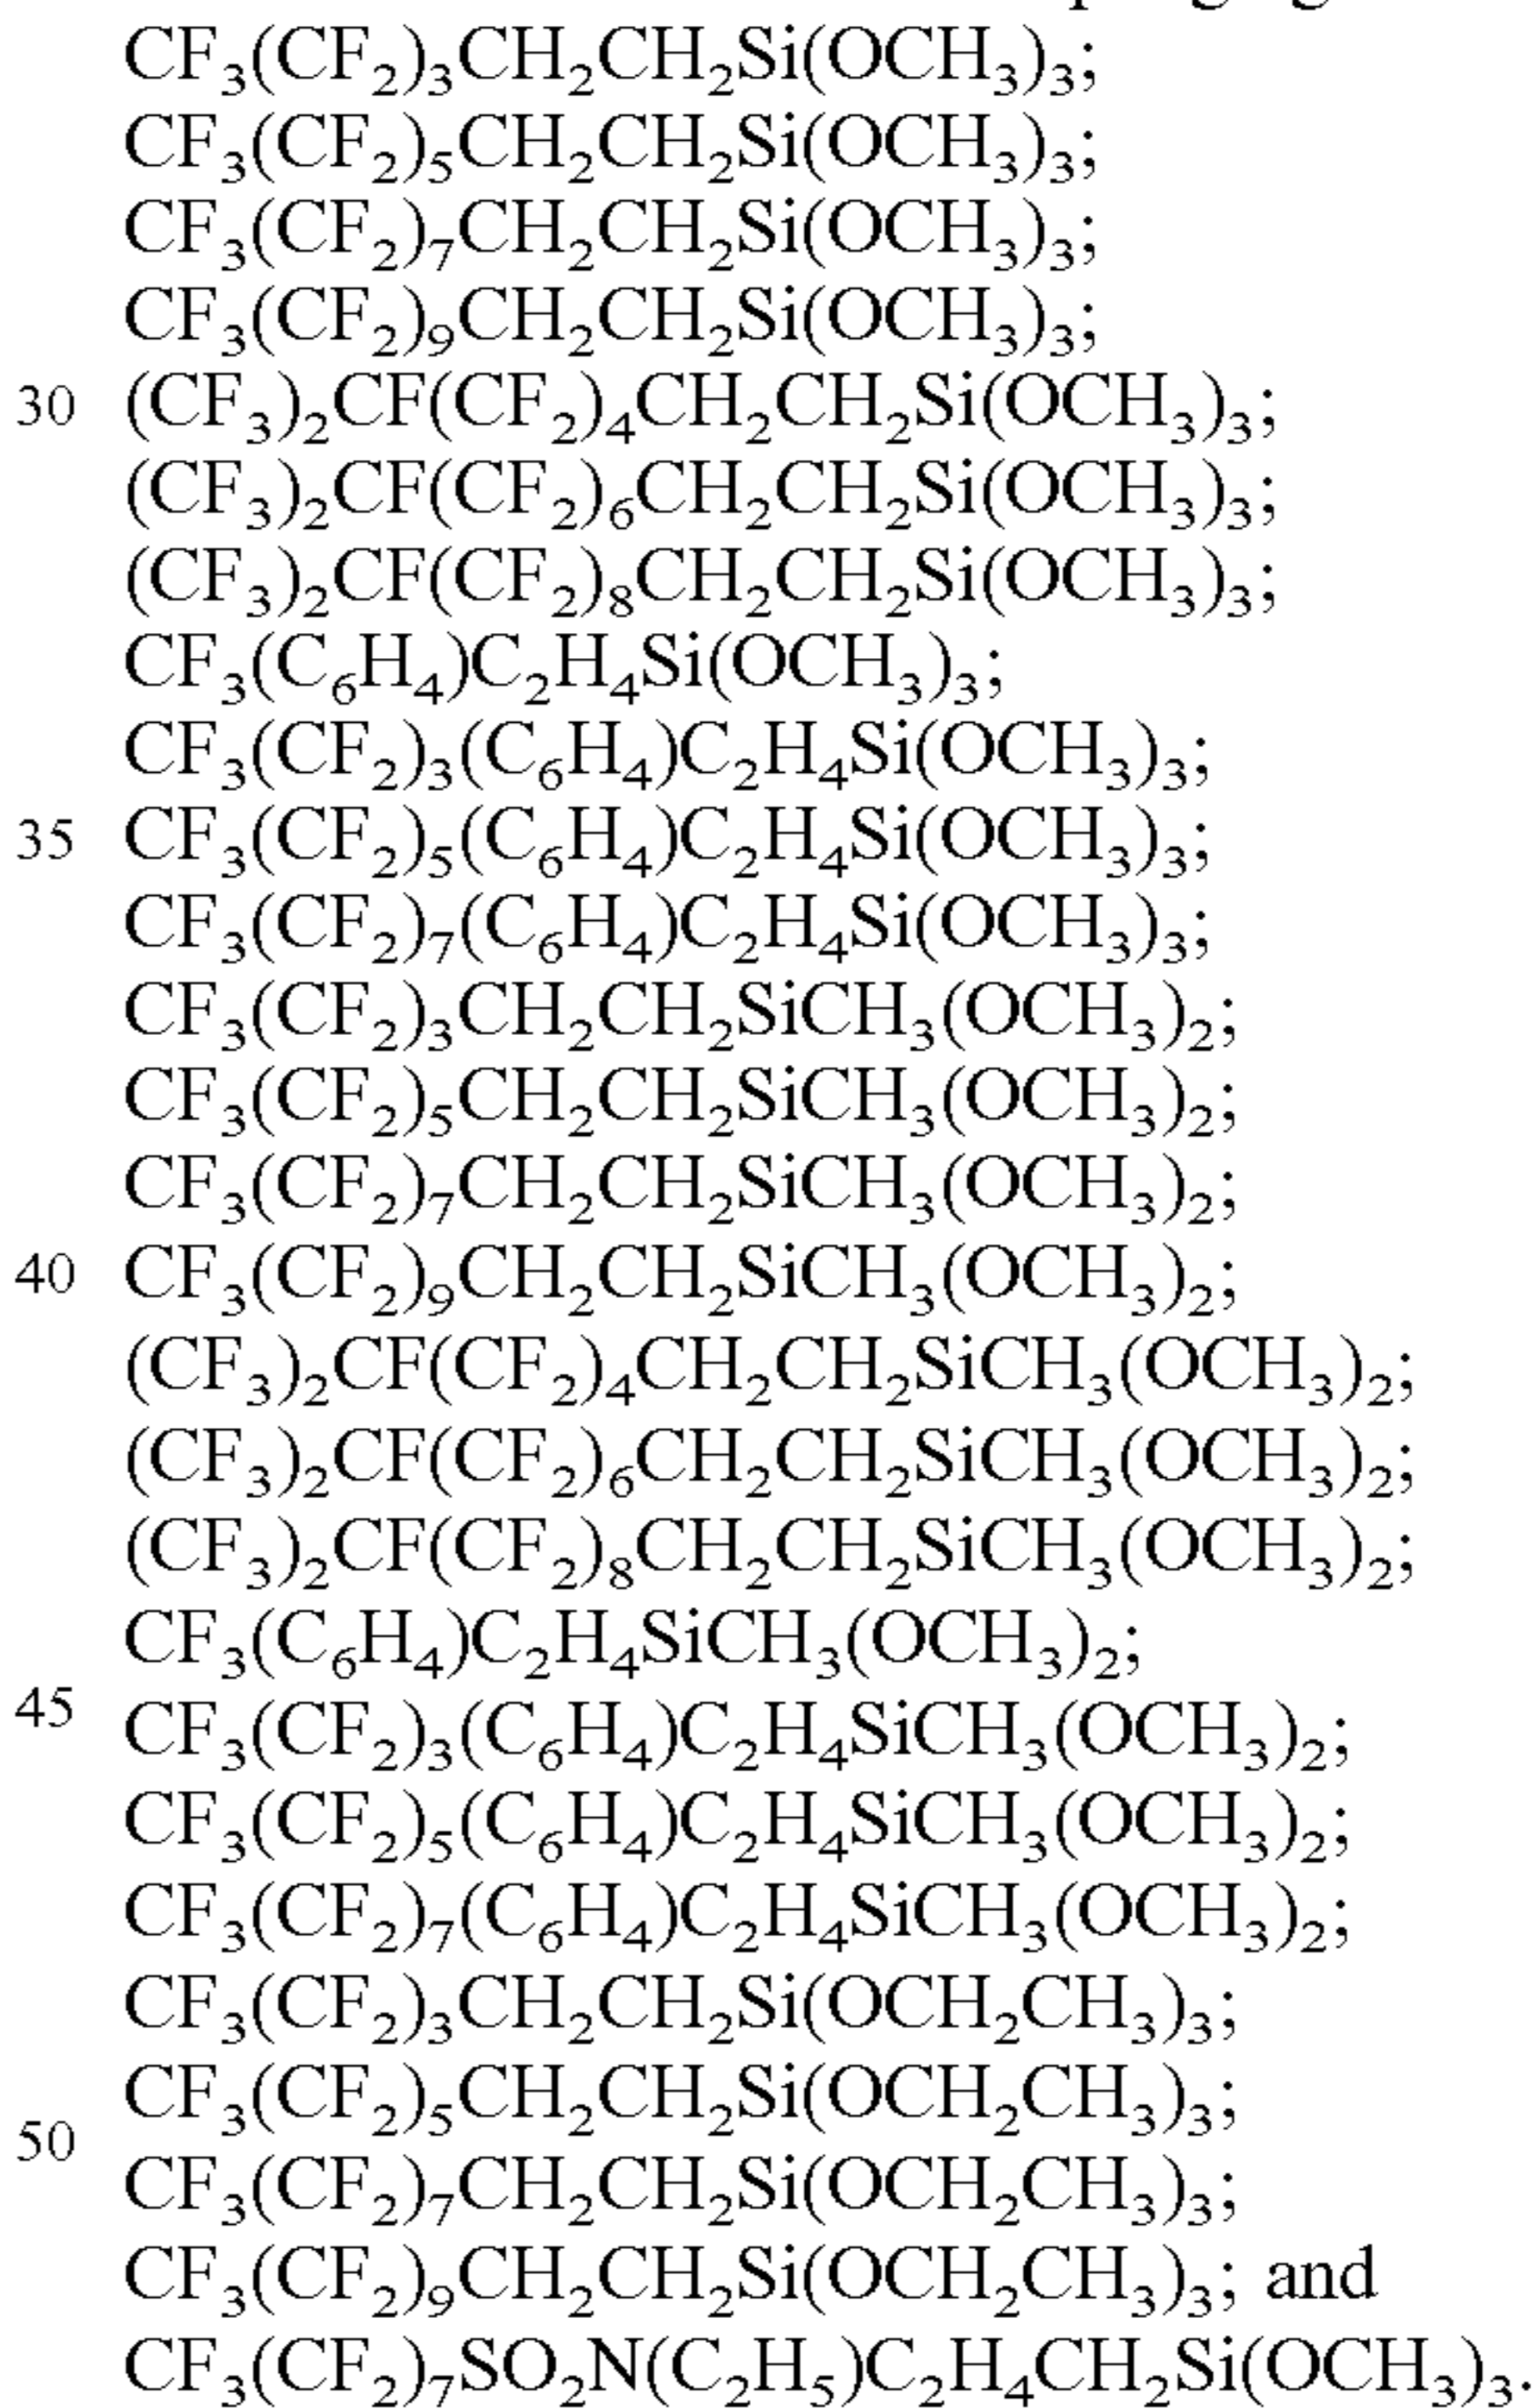 CF₃(CF₂)₃CH₂CH₂Si(OCH₃)₃;
CF₃(CF₂)₅CH₂CH₂Si(OCH₃)₃;
CF₃(CF₂)₇CH₂CH₂Si(OCH₃)₃;
CF₃(CF₂)₉CH₂CH₂Si(OCH₃)₃;
30 (CF₃)₂CF(CF₂)₄CH₂CH₂Si(OCH₃)₃;
(CF₃)₂CF(CF₂)₆CH₂CH₂Si(OCH₃)₃;
(CF₃)₂CF(CF₂)₈CH₂CH₂Si(OCH₃)₃;
CF₃(C₆H₄)C₂H₄Si(OCH₃)₃;
CF₃(CF₂)₃(C₆H₄)C₂H₄Si(OCH₃)₃;
35 CF₃(CF₂)₅(C₆H₄)C₂H₄Si(OCH₃)₃;
CF₃(CF₂)₇(C₆H₄)C₂H₄Si(OCH₃)₃;
CF₃(CF₂)₃CH₂CH₂SiCH₃(OCH₃)₂;
CF₃(CF₂)₅CH₂CH₂SiCH₃(OCH₃)₂;
CF₃(CF₂)₇CH₂CH₂SiCH₃(OCH₃)₂;
40 CF₃(CF₂)₉CH₂CH₂SiCH₃(OCH₃)₂;
(CF₃)₂CF(CF₂)₄CH₂CH₂SiCH₃(OCH₃)₂;
(CF₃)₂CF(CF₂)₆CH₂CH₂SiCH₃(OCH₃)₂;
(CF₃)₂CF(CF₂)₈CH₂CH₂SiCH₃(OCH₃)₂;
CF₃(C₆H₄)C₂H₄SiCH₃(OCH₃)₂;
45 CF₃(CF₂)₃(C₆H₄)C₂H₄SiCH₃(OCH₃)₂;
CF₃(CF₂)₅(C₆H₄)C₂H₄SiCH₃(OCH₃)₂;
CF₃(CF₂)₇(C₆H₄)C₂H₄SiCH₃(OCH₃)₂;
CF₃(CF₂)₃CH₂CH₂Si(OCH₂CH₃)₃;
CF₃(CF₂)₅CH₂CH₂Si(OCH₂CH₃)₃;
50 CF₃(CF₂)₇CH₂CH₂Si(OCH₂CH₃)₃;
CF₃(CF₂)₉CH₂CH₂Si(OCH₂CH₃)₃; and
CF₃(CF₂)₇SO₂N(C₂H₅)C₂H₄CH₂Si(OCH₃)₃.